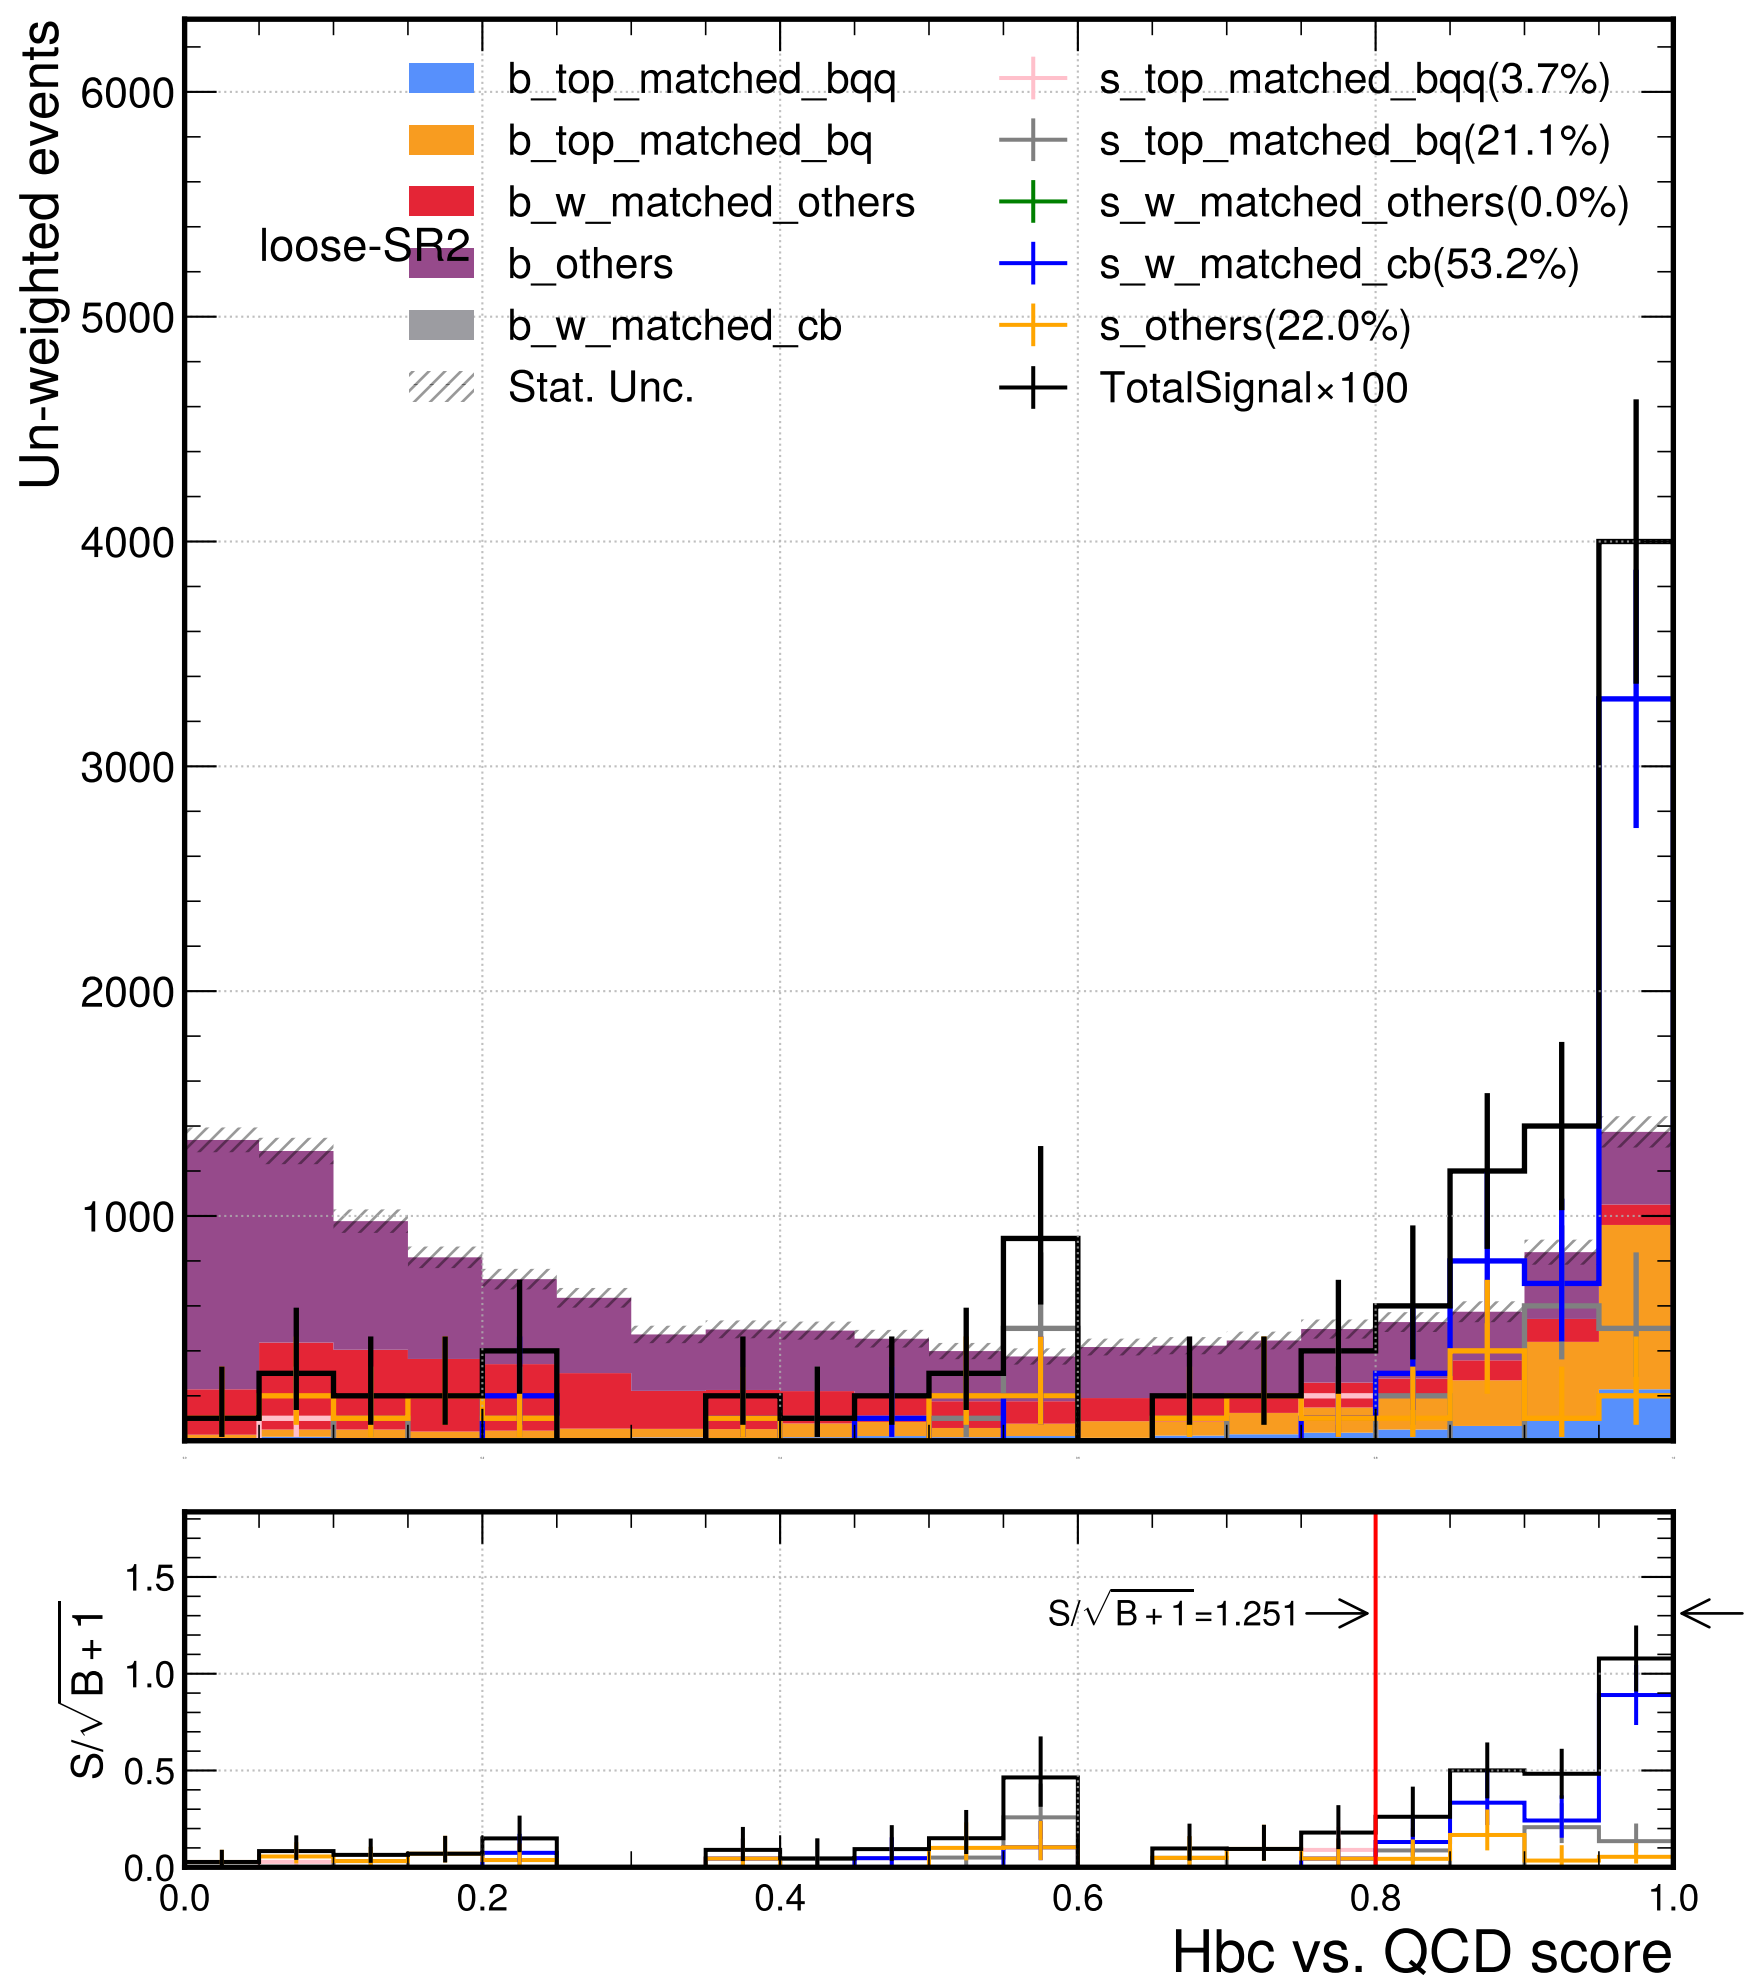 Un-weighted events
6000
5000
4000
3000
2000
1000
loose-SR2
b_top_matched_bqq
b_top_matched_bq
b_w_matched_others
b_others
b_w_matched_cb
Stat. Unc.
s_top_matched_bqq(3.7%)
s_top_matched_bq(21.1%)
s_w_matched_others(0.0%)
s_w_matched_cb(53.2%)
s_others(22.0%)
TotalSignal×100
S/√B + 1
1.5
1.0
0.5
0.0
S/√B + 1=1.251
0.0 0.2 0.4 0.6 0.8 1.0
Hbc vs. QCD score